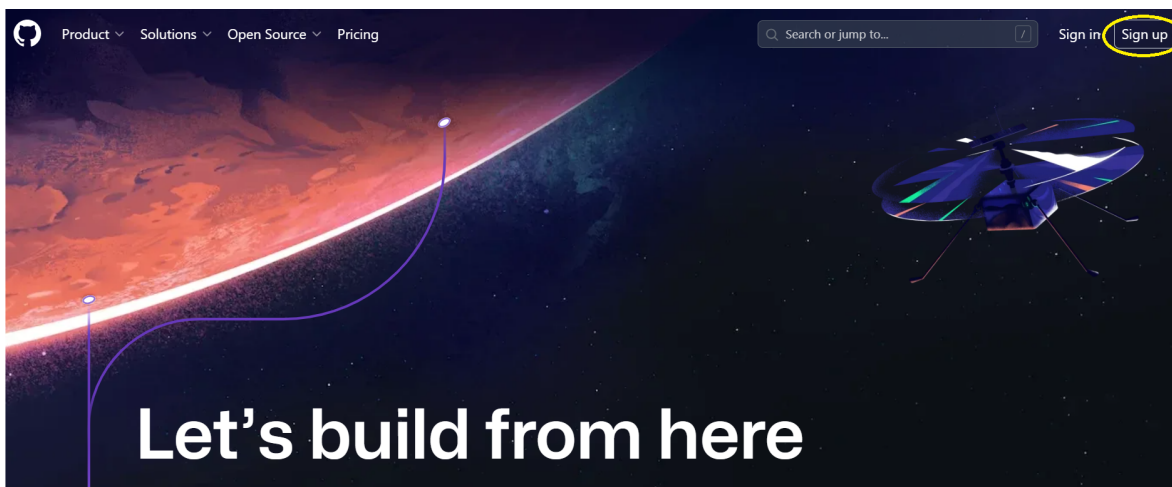 Product Solutions Open Source Pricing Search or jump to... / Sign in Sign up
Let's build from here